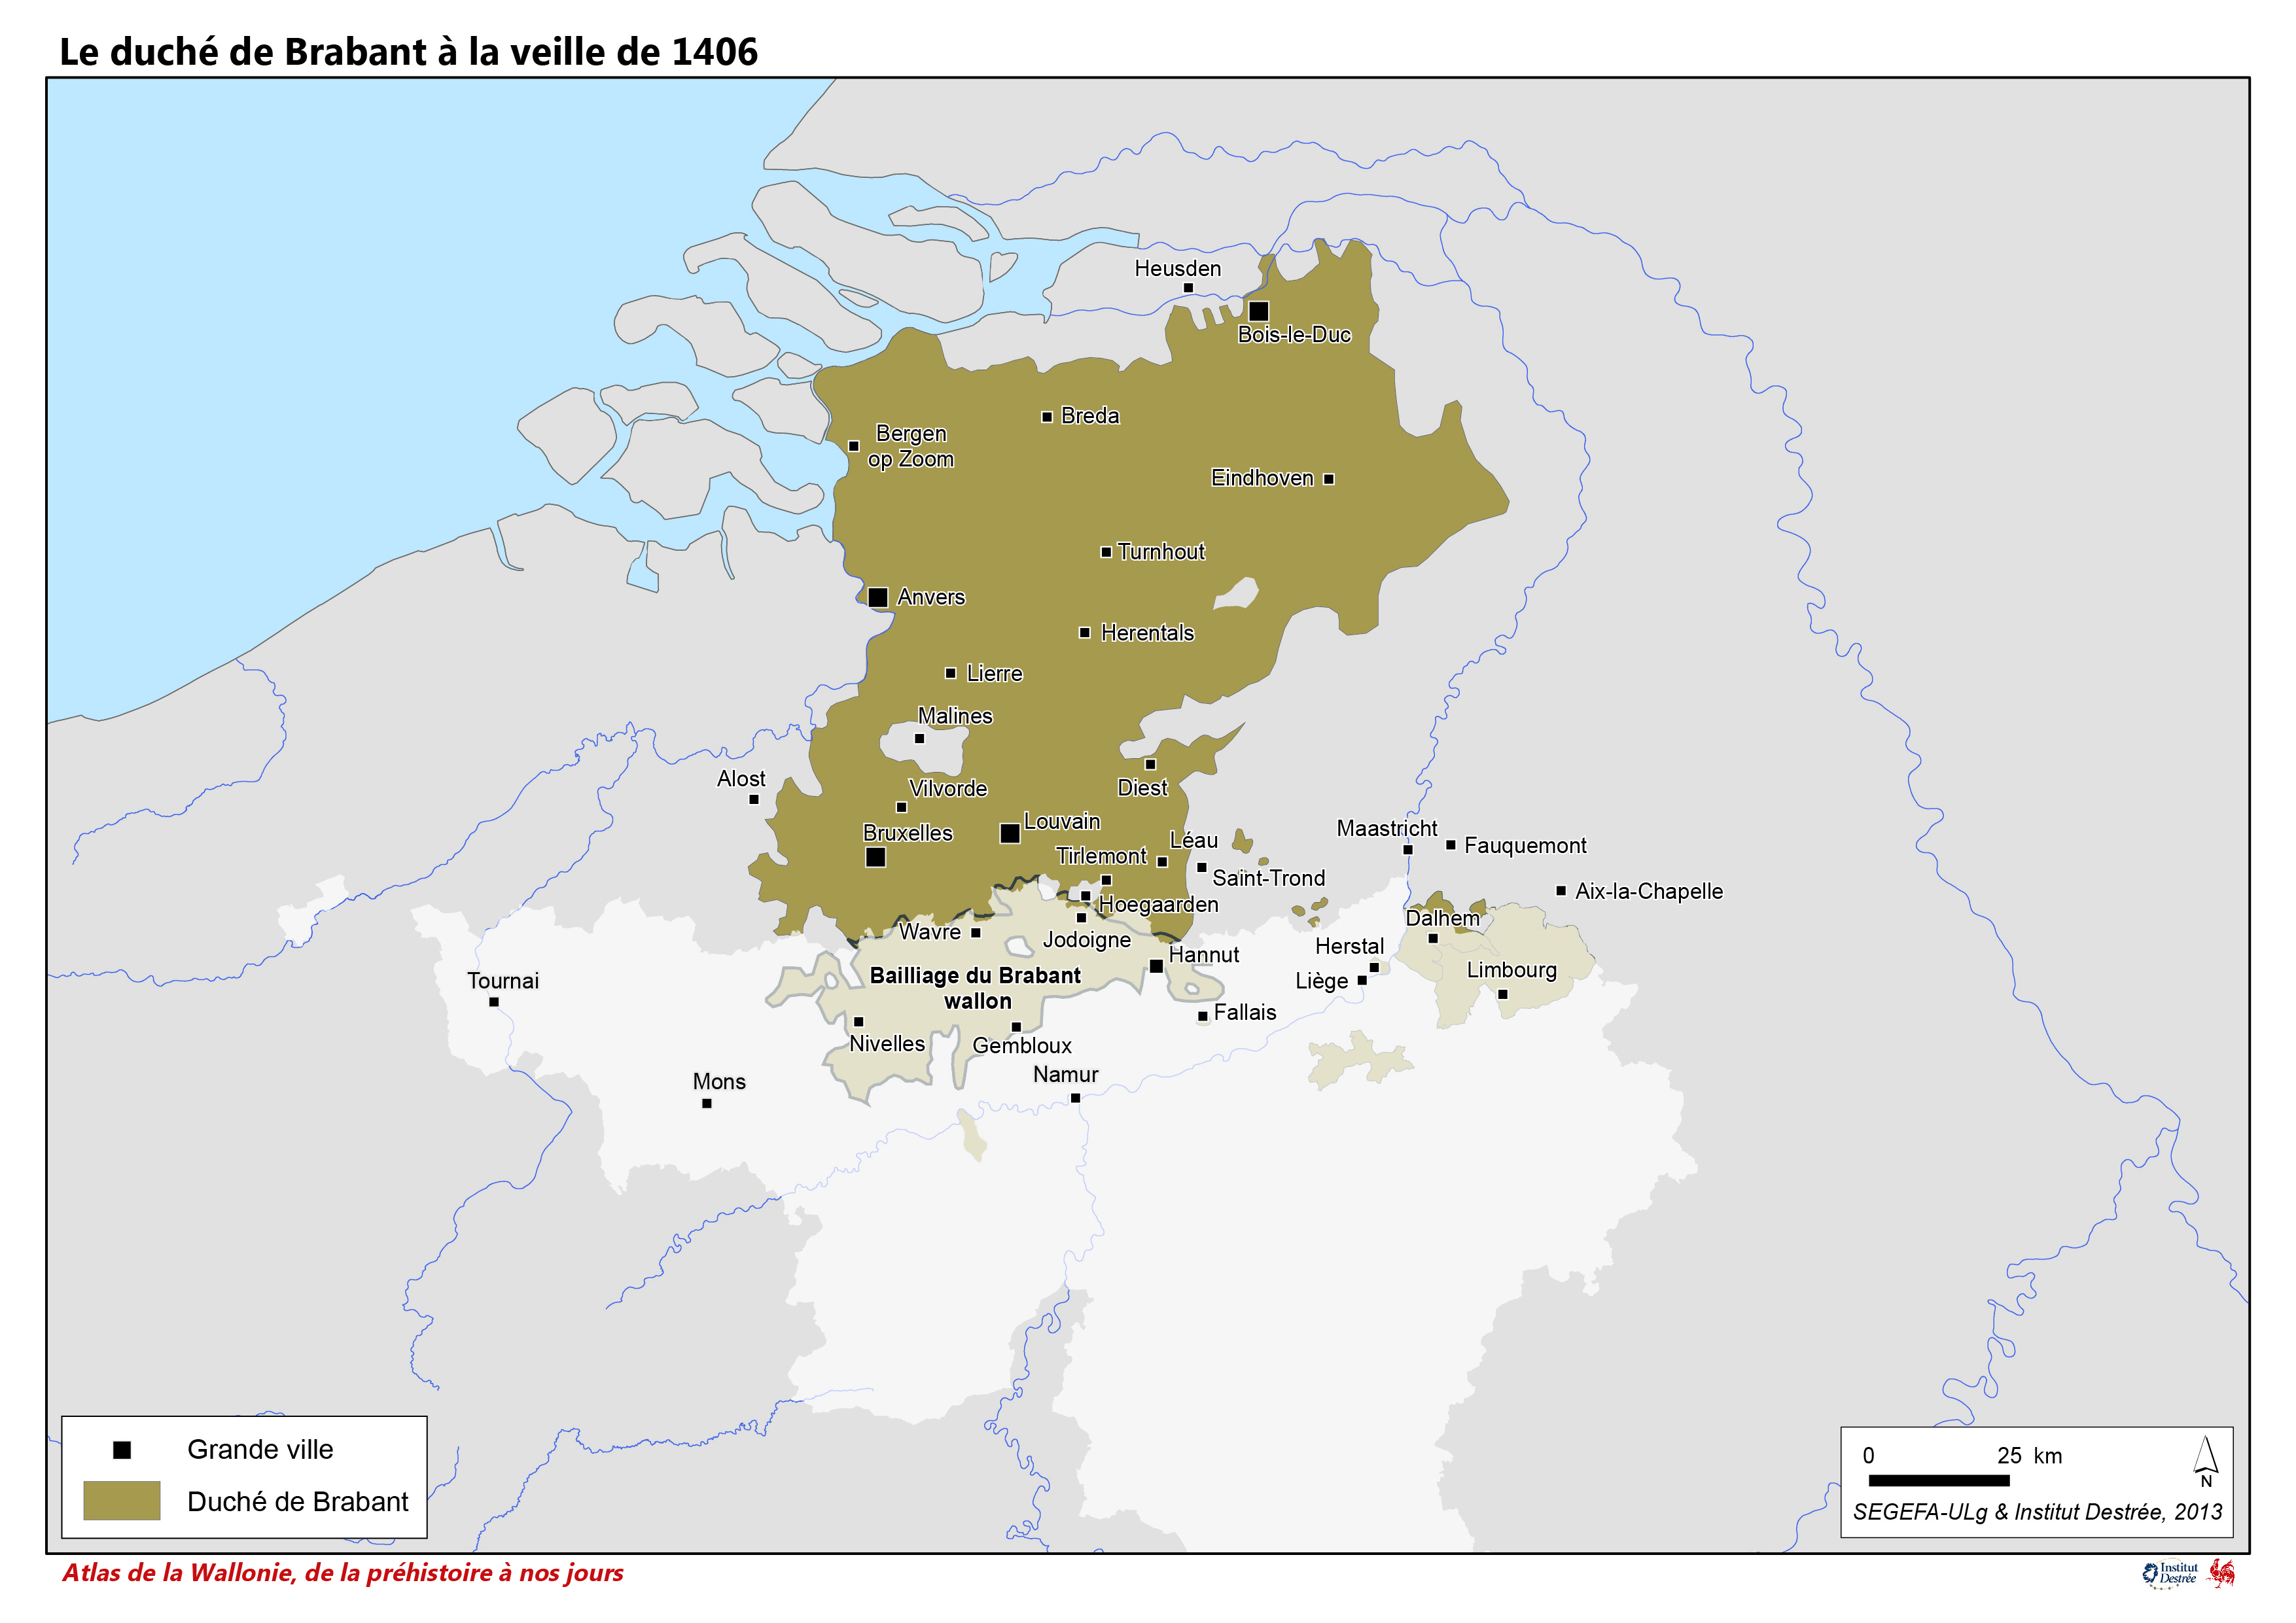 Le duché de Brabant à la veille de 1406
Heusden
Bois-le-Duc
Breda
Bergen
op Zoom
Eindhoven
Turnhout
Anvers
Herentals
Lierre
Malines
Alost
Vilvorde
Diest
Bruxelles
Louvain
Léau
Tirlemont
Maastricht
Fauquemont
Saint-Trond
Aix-la-Chapelle
Hoegaarden
Dalhem
Wavre
Jodoigne
Hannut
Herstal
Limbourg
Liège
Bailliage du Brabant
wallon
Tournai
Fallais
Nivelles
Gembloux
Namur
Mons
Grande ville
Duché de Brabant
0 25 km
N
SEGEFA-ULg & Institut Destrée, 2013
Atlas de la Wallonie, de la préhistoire à nos jours
Institut
Destrée